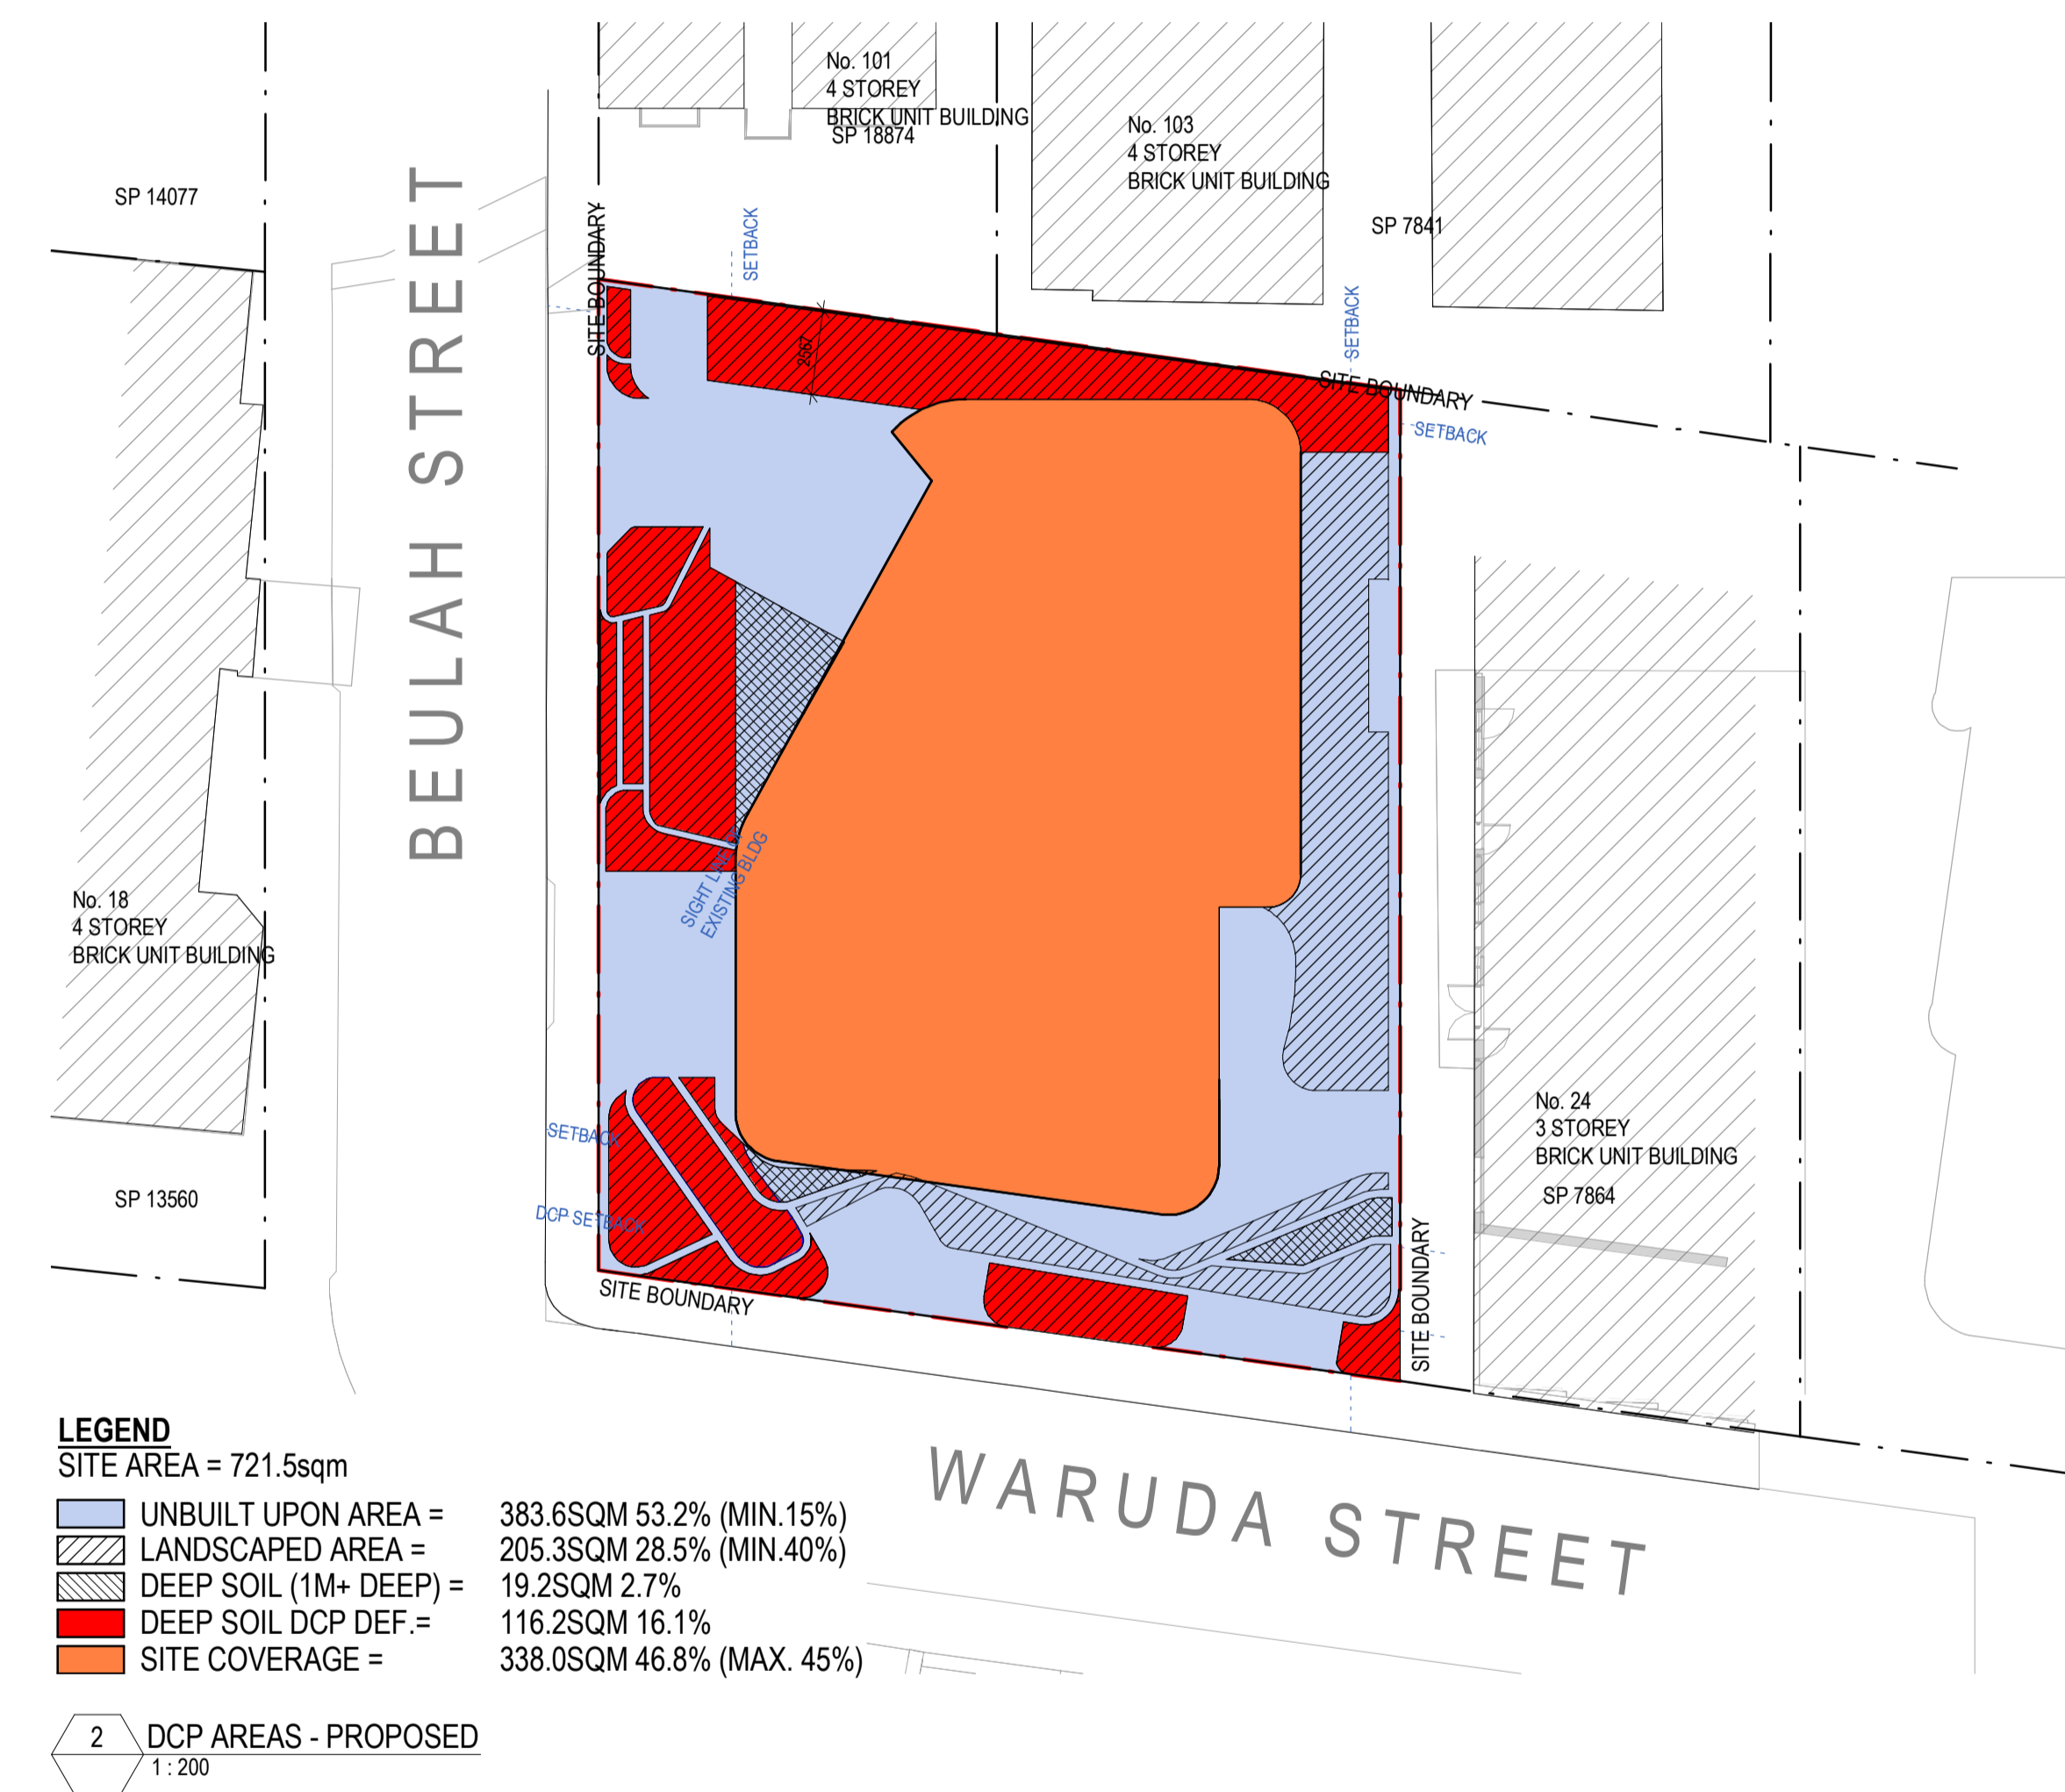 No. 101
4 STOREY
BRICK UNIT BUILDING
SP 18874
No. 103
4 STOREY
BRICK UNIT BUILDING
SP 14077
SP 7841
BEULAH STREET
SITE BOUNDARY
SETBACK
SETBACK
2567
SITE BOUNDARY
SETBACK
SIGHT LINE OF
EXISTING BLDG
No. 18
4 STOREY
BRICK UNIT BUILDING
SETBACK
SP 13560
DCP SETBACK
No. 24
3 STOREY
BRICK UNIT BUILDING
SP 7864
SITE BOUNDARY
SITE BOUNDARY
WARUDA STREET
LEGEND
SITE AREA = 721.5sqm
UNBUILT UPON AREA = 383.6SQM 53.2% (MIN.15%)
LANDSCAPED AREA = 205.3SQM 28.5% (MIN.40%)
DEEP SOIL (1M+ DEEP) = 19.2SQM 2.7%
DEEP SOIL DCP DEF.= 116.2SQM 16.1%
SITE COVERAGE = 338.0SQM 46.8% (MAX. 45%)
2
DCP AREAS - PROPOSED
1 : 200